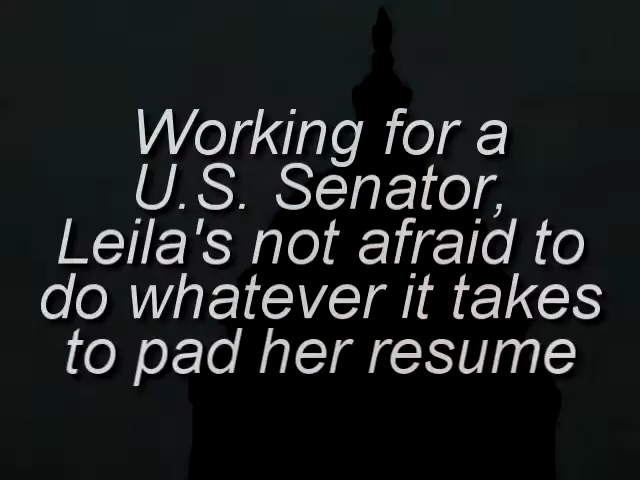 Working for a
U.S. Senator,
Leila's not afraid to
do whatever it takes
to pad her resume